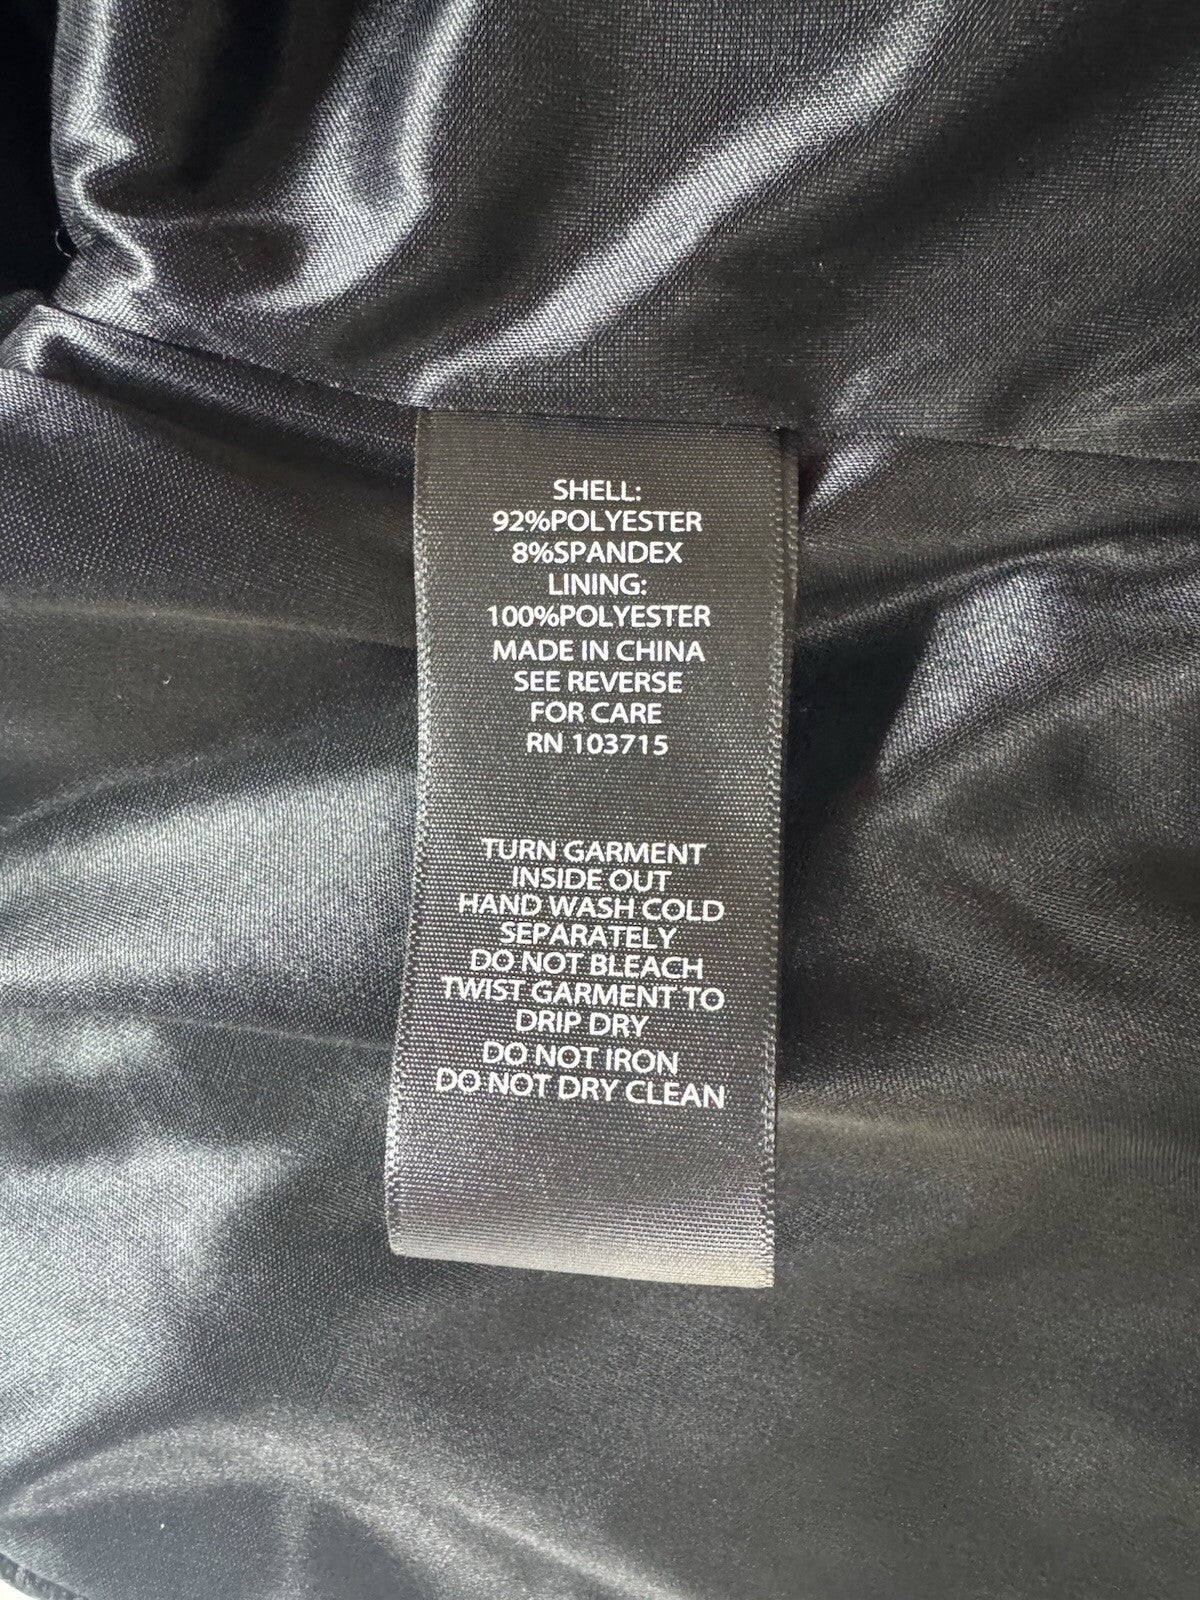 SHELL:
92%POLYESTER
8%SPANDEX
LINING:
100%POLYESTER
MADE IN CHINA
SEE REVERSE
FOR CARE
RN 103715
TURN GARMENT
INSIDE OUT
HAND WASH COLD
SEPARATELY
DO NOT BLEACH
TWIST GARMENT TO
DRIP DRY
DO NOT IRON
DO NOT DRY CLEAN